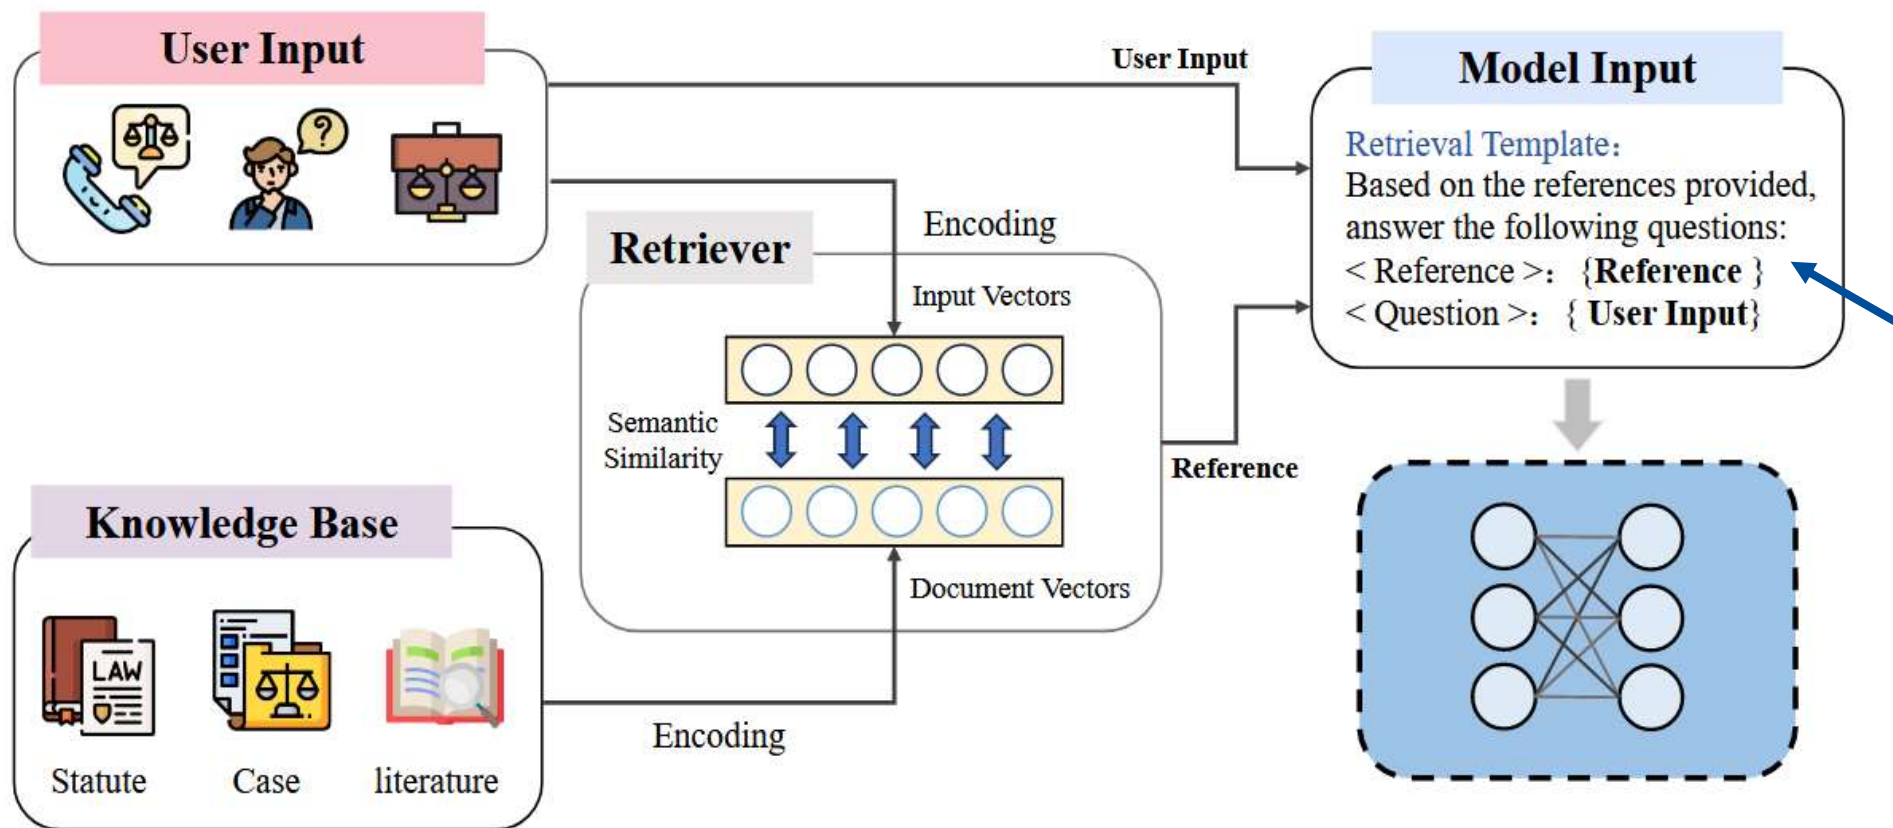 User Input
User Input
Model Input
Retrieval Template：
Based on the references provided,
answer the following questions:
< Reference >： {Reference }
< Question >： { User Input}
Encoding
Retriever
Input Vectors
?
Semantic
Similarity
Reference
Knowledge Base
Document Vectors
LAW
Encoding
Statute
Case
literature